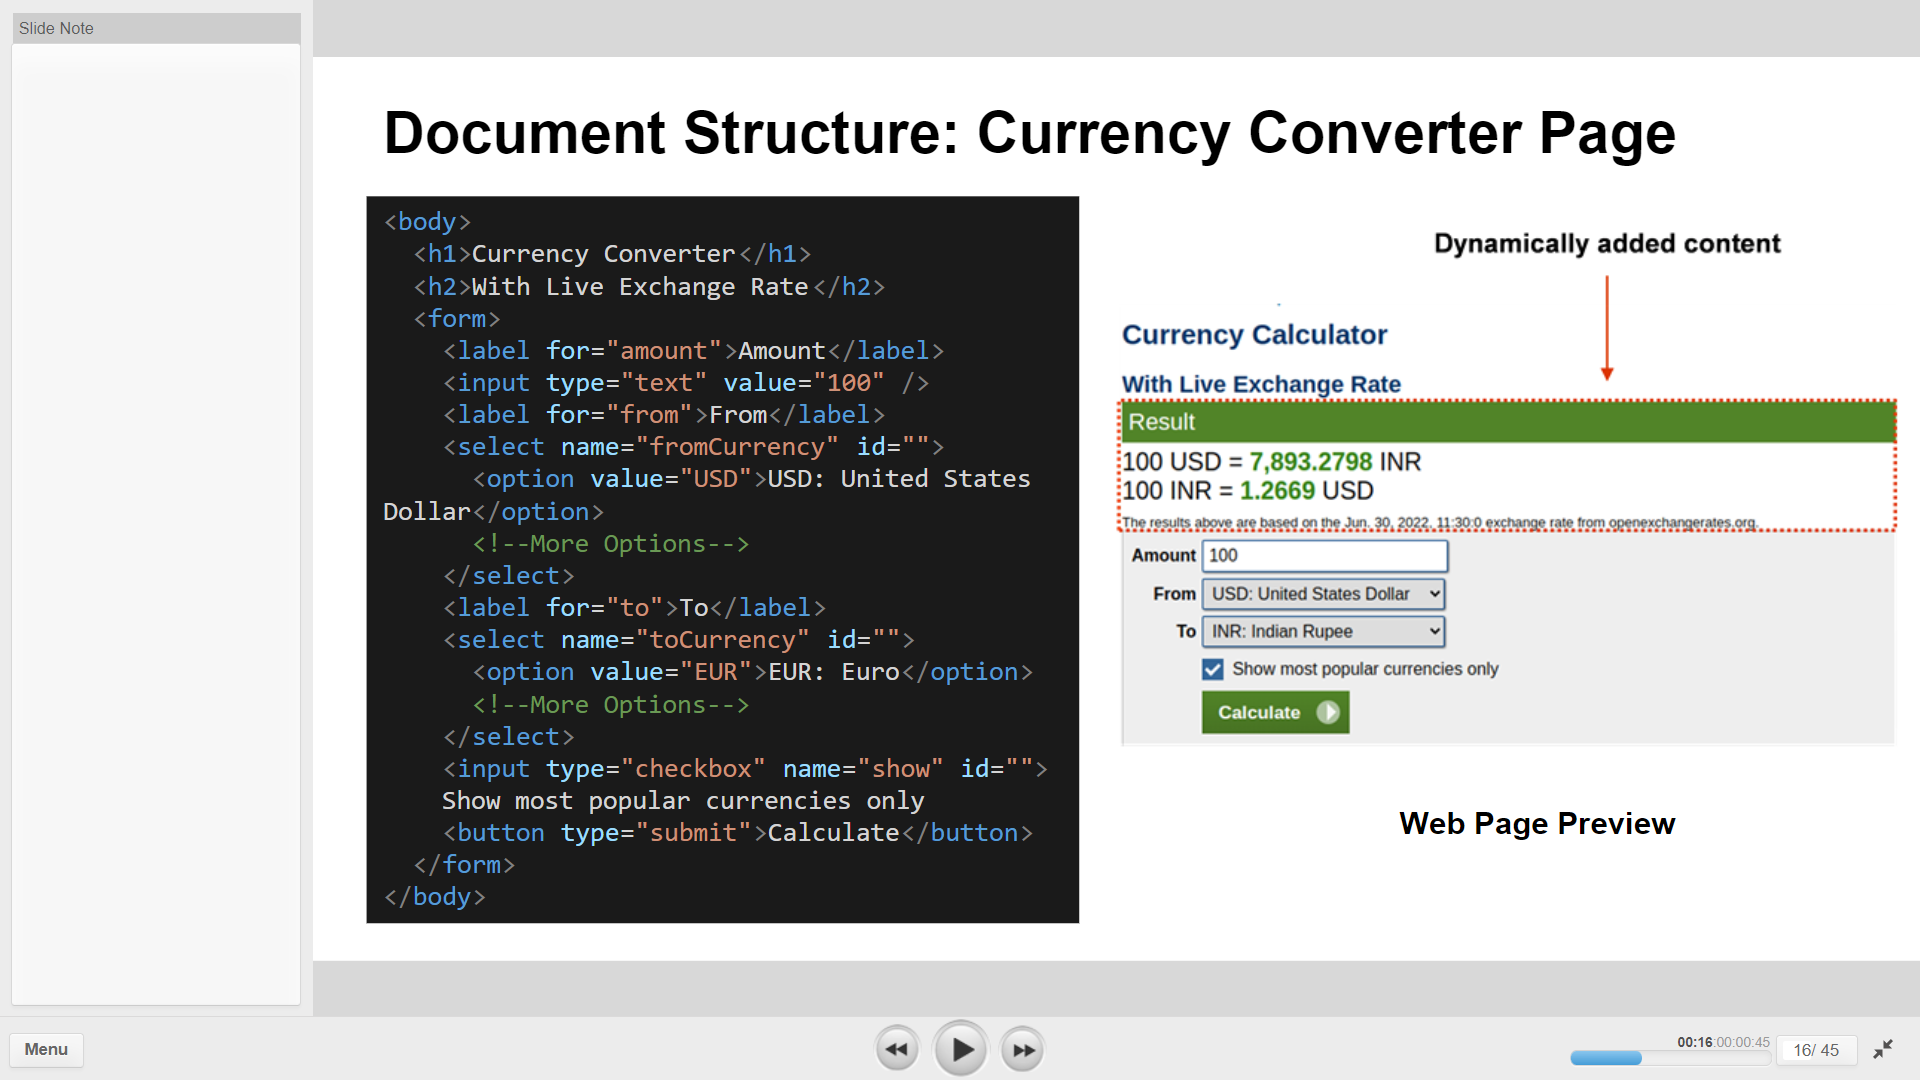 Slide Note
Document Structure: Currency Converter Page
<body>
<h1>Currency Converter</h1>
<h2>With Live Exchange Rate</h2>
<form>
<label for="amount">Amount</label>
<input type="text" value="100" />
<label for="from">From</label>
<select name="fromCurrency" id="">
<option value="USD">USD: United States
Dollar</option>
<!--More Options-->
</select>
<label for="to">To</label>
<select name="toCurrency" id="">
<option value="EUR">EUR: Euro</option>
<!--More Options-->
</select>
<input type="checkbox" name="show" id="">
Show most popular currencies only
<button type="submit">Calculate</button>
</form>
</body>
Dynamically added content
Currency Calculator
With Live Exchange Rate
Result
100 USD = 7,893.2798 INR
100 INR = 1.2669 USD
The results above are based on the Jun. 30, 2022, 11:30:0 exchange rate from openexchangerates.org.
Amount 100
From USD: United States Dollar
To INR: Indian Rupee
Show most popular currencies only
Calculate
Web Page Preview
Menu
00:16:00:00:45
16/ 45